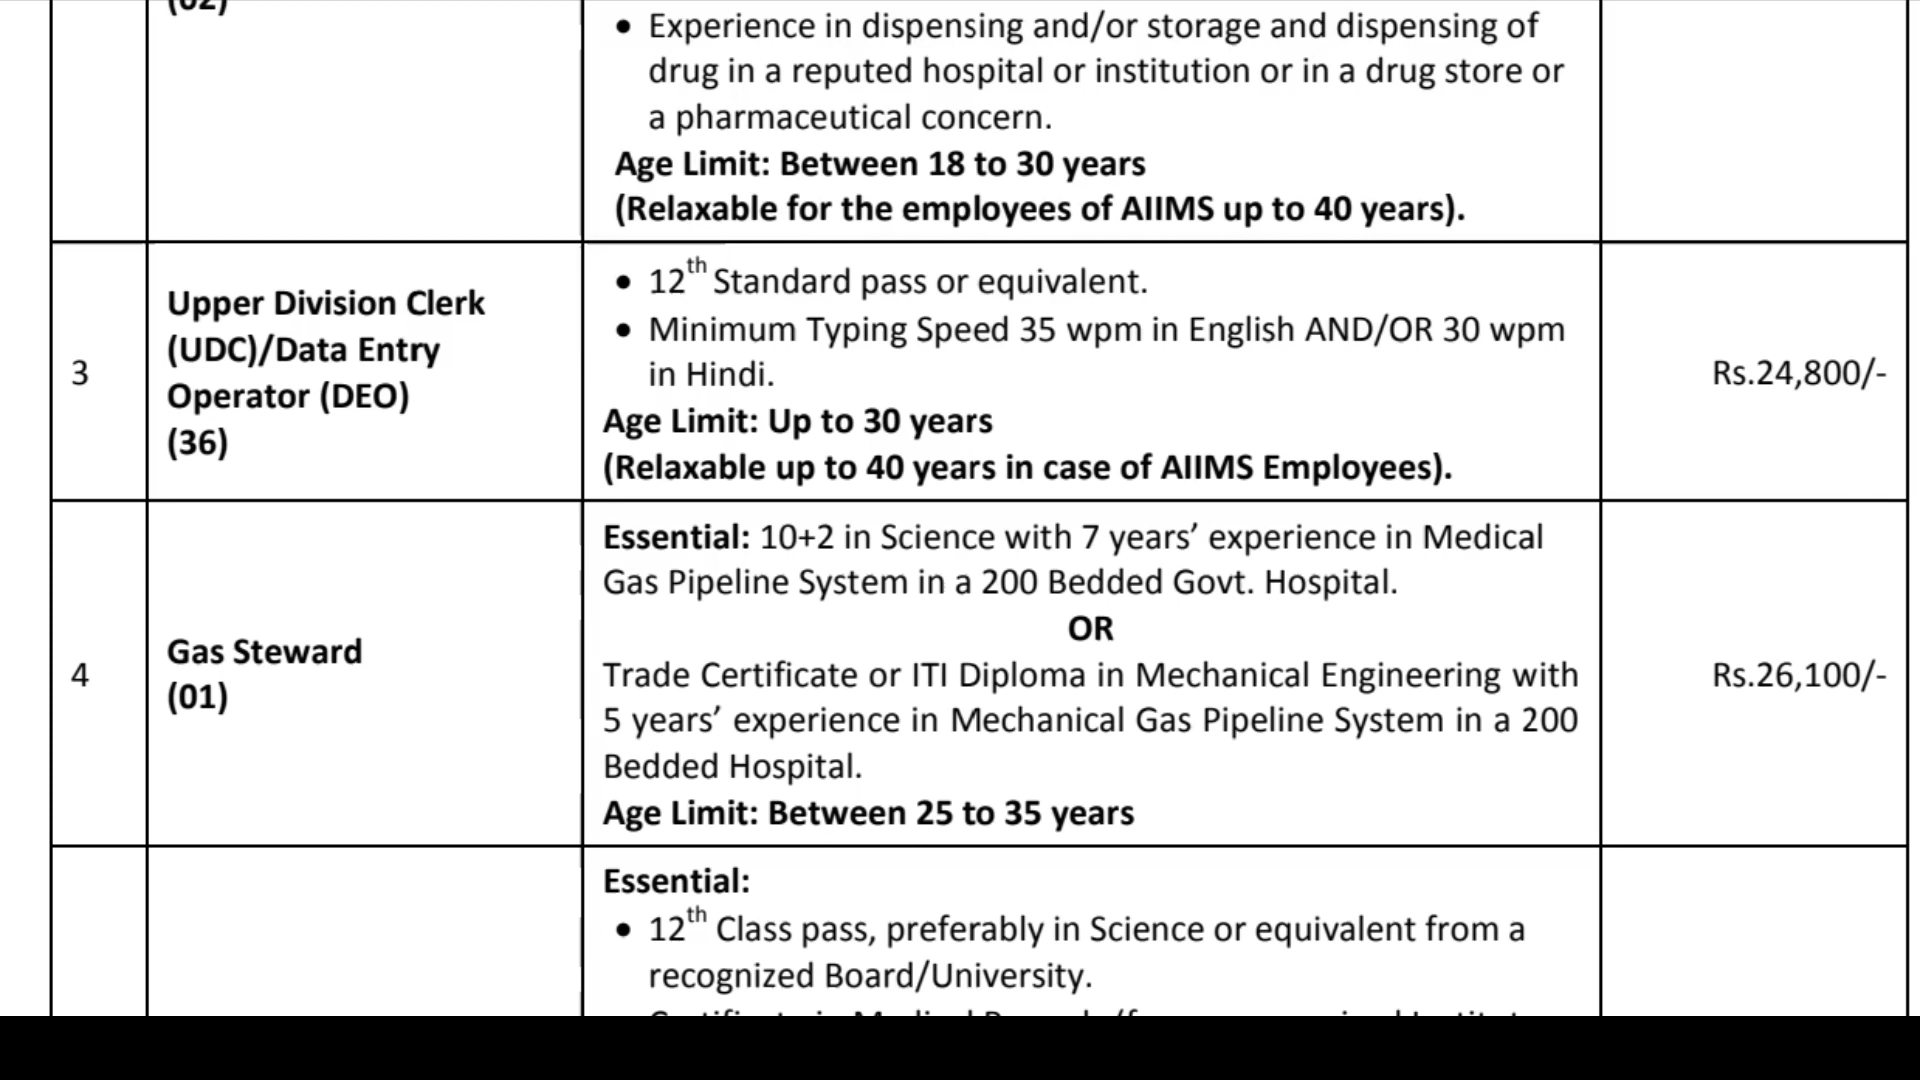 (02)
• Experience in dispensing and/or storage and dispensing of
drug in a reputed hospital or institution or in a drug store or
a pharmaceutical concern.
Age Limit: Between 18 to 30 years
(Relaxable for the employees of AIIMS up to 40 years).
3
Upper Division Clerk
(UDC)/Data Entry
Operator (DEO)
(36)
• 12th Standard pass or equivalent.
• Minimum Typing Speed 35 wpm in English AND/OR 30 wpm
in Hindi.
Age Limit: Up to 30 years
(Relaxable up to 40 years in case of AIIMS Employees).
Rs.24,800/-
4
Gas Steward
(01)
Essential: 10+2 in Science with 7 years’ experience in Medical
Gas Pipeline System in a 200 Bedded Govt. Hospital.
OR
Trade Certificate or ITI Diploma in Mechanical Engineering with
5 years’ experience in Mechanical Gas Pipeline System in a 200
Bedded Hospital.
Age Limit: Between 25 to 35 years
Rs.26,100/-
Essential:
• 12th Class pass, preferably in Science or equivalent from a
recognized Board/University.